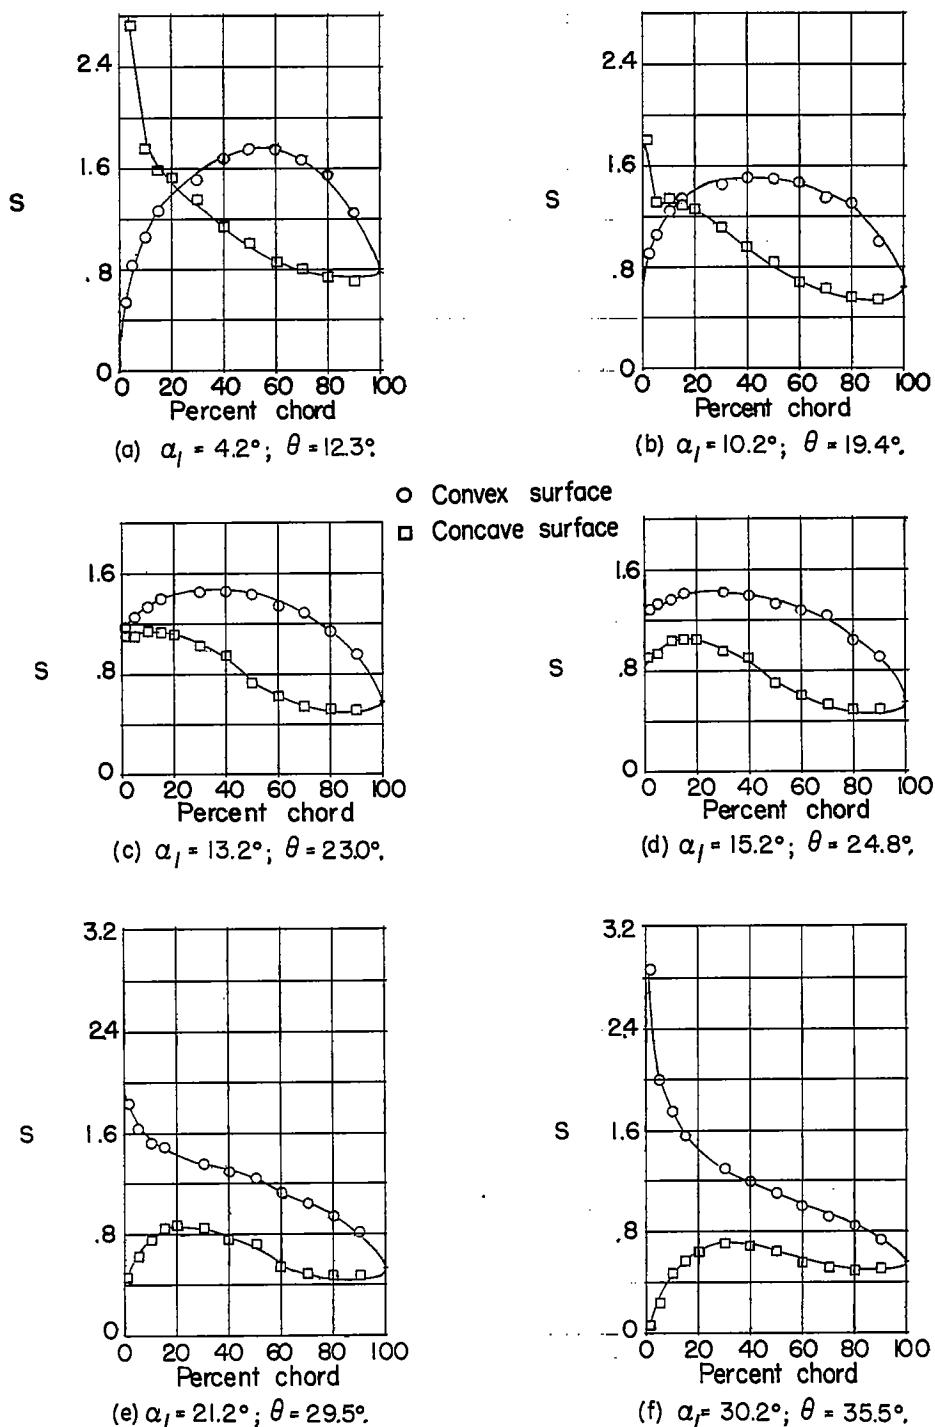 2.4
1.6
S
.8
0
0 20 40 60 80 100
Percent chord
(a) α₁ = 4.2°; θ = 12.3°.
2.4
1.6
S
.8
0
0 20 40 60 80 100
Percent chord
(b) α₁ = 10.2°; θ = 19.4°.
Convex surface
Concave surface
1.6
S
.8
0
0 20 40 60 80 100
Percent chord
(c) α₁ = 13.2°; θ = 23.0°.
1.6
S
.8
0
0 20 40 60 80 100
Percent chord
(d) α₁ = 15.2°; θ = 24.8°.
3.2
2.4
S
1.6
.8
0
0 20 40 60 80 100
Percent chord
(e) α₁ = 21.2°; θ = 29.5°.
3.2
2.4
S
1.6
.8
0
0 20 40 60 80 100
Percent chord
(f) α₁ = 30.2°; θ = 35.5°.